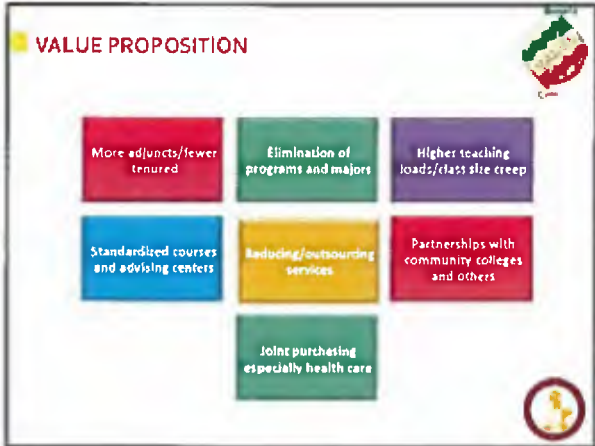 VALUE PROPOSITION
More adjuncts/fewer
tenured
Elimination of
programs and majors
Higher teaching
loads/class size creep
Standardized courses
and advising centers
Reducing/outsourcing
services
Partnerships with
community colleges
and others
Joint purchasing
especially health care